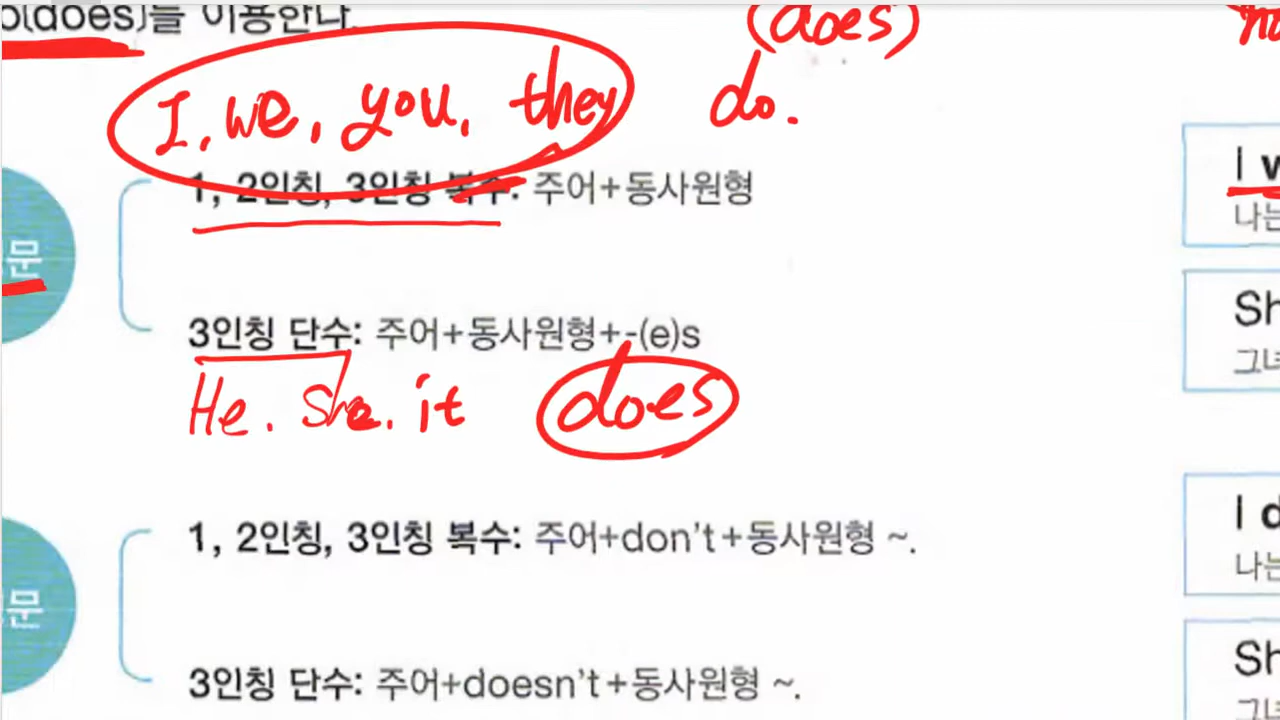 o(does)를 이용한다.
(does)
I, we, you, they do.
1, 2인칭, 3인칭 복수: 주어+동사원형
I w
나는
문
3인칭 단수: 주어+동사원형+-(e)s
Sh
He. She. it does
1, 2인칭, 3인칭 복수: 주어+don't+동사원형 ~.
I d
나는
문
3인칭 단수: 주어+doesn't+동사원형 ~.
Sh